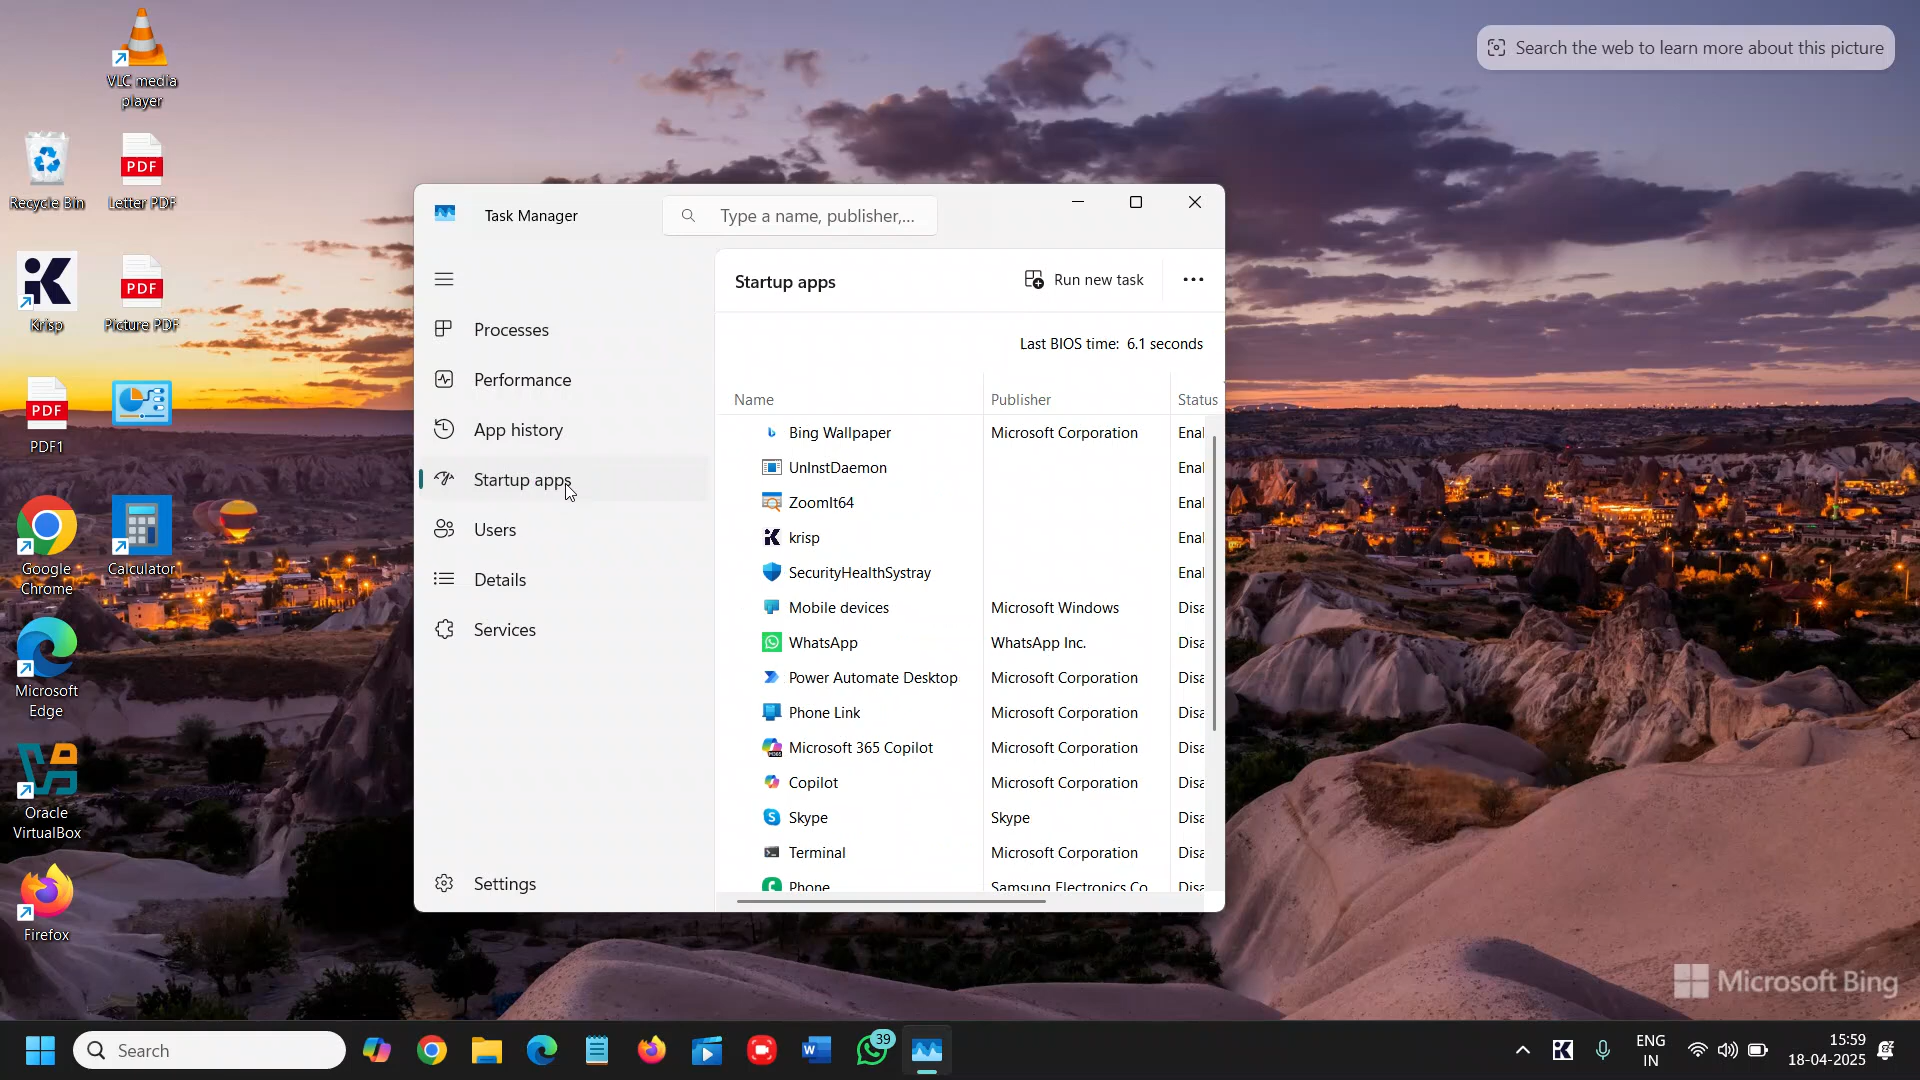 VLC media
player
Recycle Bin
PDF
Letter PDF
Krisp
PDF
Picture PDF
PDF
PDF1
Google
Chrome
Calculator
Microsoft
Edge
Oracle
VirtualBox
Firefox
Search the web to learn more about this picture
Task Manager
Type a name, publisher,...
Processes
Performance
App history
Startup apps
Users
Details
Services
Settings
Startup apps
Run new task
Last BIOS time: 6.1 seconds
Name Publisher Status
Bing Wallpaper Microsoft Corporation Enal
UnInstDaemon Enal
ZoomIt64 Enal
krisp Enal
SecurityHealthSystray Enal
Mobile devices Microsoft Windows Disa
WhatsApp WhatsApp Inc. Disa
Power Automate Desktop Microsoft Corporation Disa
Phone Link Microsoft Corporation Disa
Microsoft 365 Copilot Microsoft Corporation Disa
Copilot Microsoft Corporation Disa
Skype Skype Disa
Terminal Microsoft Corporation Disa
Phone Samsung Electronics Co Disa
Microsoft Bing
Search
39
ENG
IN
15:59
18-04-2025